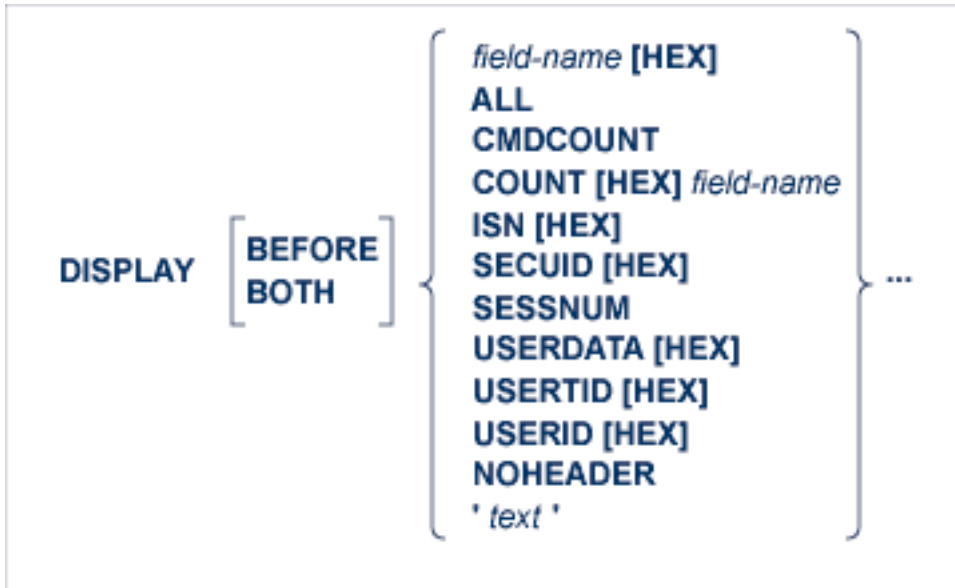 field-name [HEX]
ALL
CMDCOUNT
COUNT [HEX] field-name
ISN [HEX]
DISPLAY [BEFORE BOTH] SECUID [HEX] ...
SESSNUM
USERDATA [HEX]
USERTID [HEX]
USERID [HEX]
NOHEADER
' text '